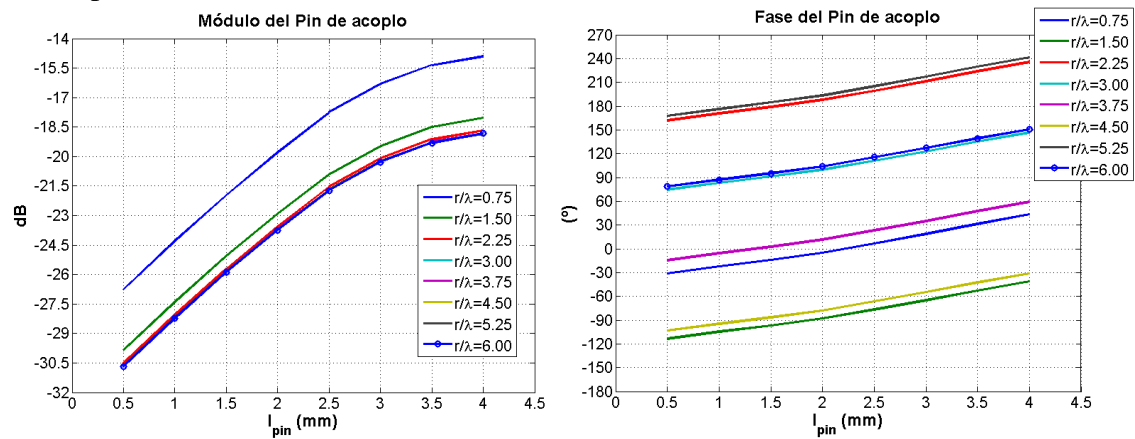 Módulo del Pin de acoplo
-14
-15.5
-17
-18.5
-20
-21.5
-23
-24.5
-26
-27.5
-29
-30.5
-32
dB
0
0.5
1
1.5
2
2.5
3
3.5
4
4.5
l_pin (mm)
r/λ=0.75
r/λ=1.50
r/λ=2.25
r/λ=3.00
r/λ=3.75
r/λ=4.50
r/λ=5.25
r/λ=6.00
Fase del Pin de acoplo
270
240
210
180
150
120
90
60
30
0
-30
-60
-90
-120
-150
-180
(º)
0
0.5
1
1.5
2
2.5
3
3.5
4
4.5
l_pin (mm)
r/λ=0.75
r/λ=1.50
r/λ=2.25
r/λ=3.00
r/λ=3.75
r/λ=4.50
r/λ=5.25
r/λ=6.00